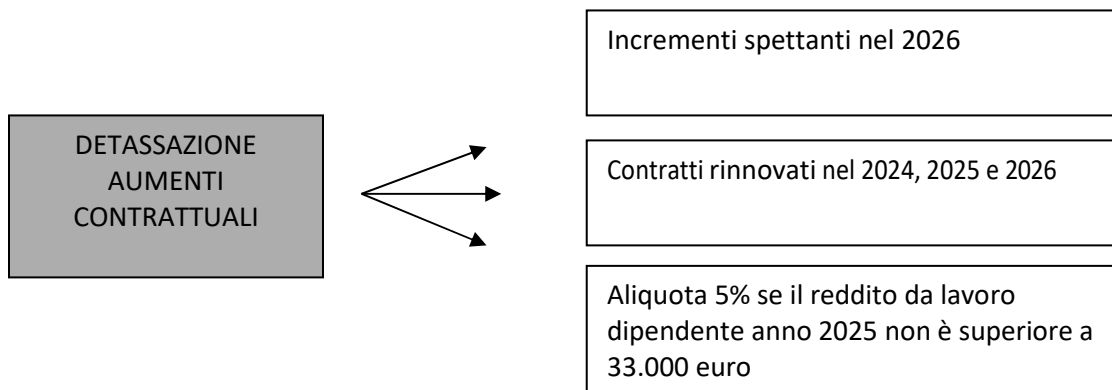 DETASSAZIONE
AUMENTI
CONTRATTUALI
Incrementi spettanti nel 2026
Contratti rinnovati nel 2024, 2025 e 2026
Aliquota 5% se il reddito da lavoro
dipendente anno 2025 non è superiore a
33.000 euro